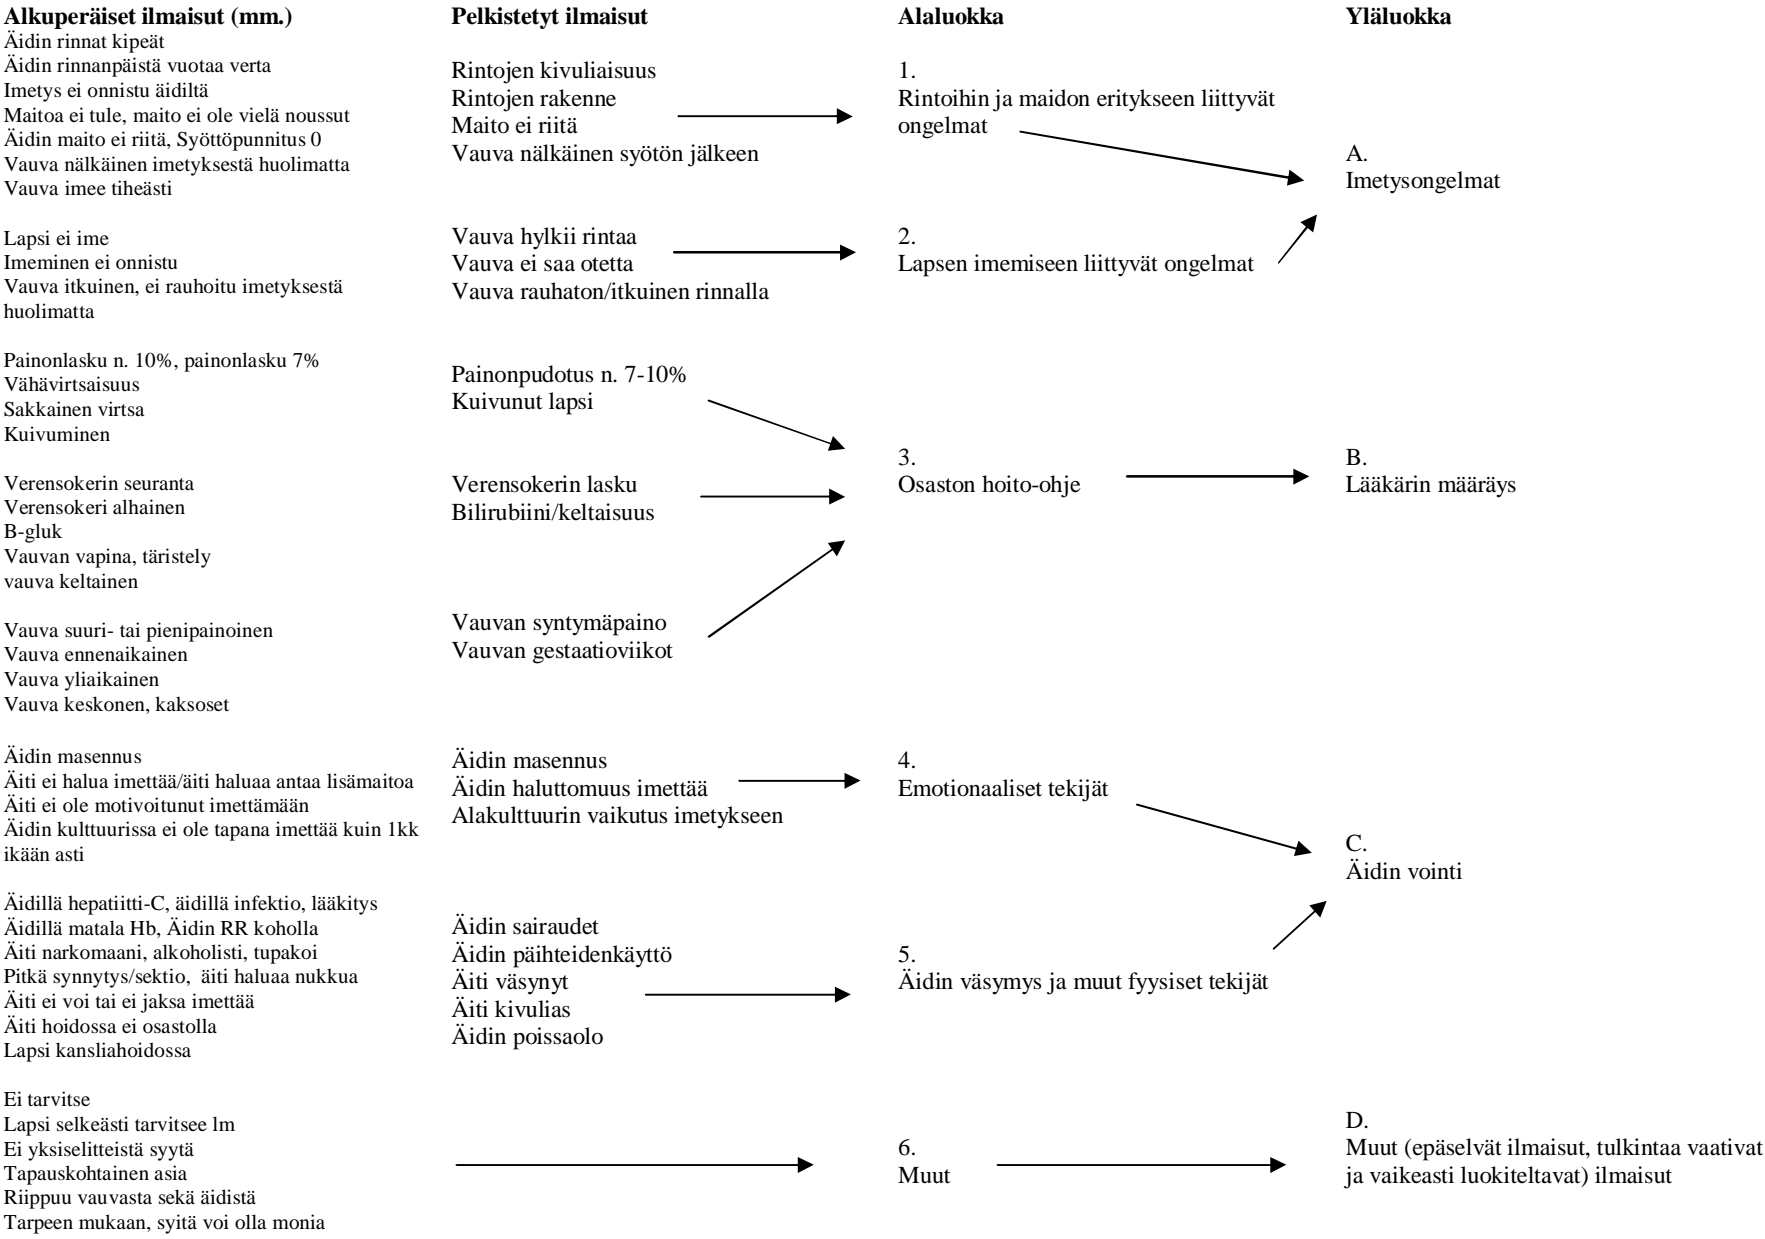 Alkuperäiset ilmaisut (mm.)
Äidin rinnat kipeät
Äidin rinnanpäistä vuotaa verta
Imetys ei onnistu äidiltä
Maitoa ei tule, maito ei ole vielä noussut
Äidin maito ei riitä, Syöttöpunnitus 0
Vauva nälkäinen imetyksestä huolimatta
Vauva imee tiheästi
Lapsi ei ime
Imeminen ei onnistu
Vauva itkuinen, ei rauhoitu imetyksestä
huolimatta
Painonlasku n. 10%, painonlasku 7%
Vähävirtsaisuus
Sakkainen virtsa
Kuivuminen
Verensokerin seuranta
Verensokeri alhainen
B-gluk
Vauvan vapina, täristely
vauva keltainen
Vauva suuri- tai pienipainoinen
Vauva ennenaikainen
Vauva yliaikainen
Vauva keskonen, kaksoset
Äidin masennus
Äiti ei halua imettää/äiti haluaa antaa lisämaitoa
Äiti ei ole motivoitunut imettämään
Äidin kulttuurissa ei ole tapana imettää kuin 1kk
ikään asti
Äidillä hepatiitti-C, äidillä infektio, lääkitys
Äidillä matala Hb, Äidin RR koholla
Äiti narkomaani, alkoholisti, tupakoi
Pitkä synnytys/sektio, äiti haluaa nukkua
Äiti ei voi tai ei jaksa imettää
Äiti hoidossa ei osastolla
Lapsi kansliahoidossa
Ei tarvitse
Lapsi selkeästi tarvitsee lm
Ei yksiselitteistä syytä
Tapauskohtainen asia
Riippuu vauvasta sekä äidistä
Tarpeen mukaan, syitä voi olla monia
Pelkistetyt ilmaisut
Rintojen kivuliaisuus
Rintojen rakenne
Maito ei riitä
Vauva nälkäinen syötön jälkeen
Vauva hylkii rintaa
Vauva ei saa otetta
Vauva rauhaton/itkuinen rinnalla
Painonpudotus n. 7-10%
Kuivunut lapsi
Verensokerin lasku
Bilirubiini/keltaisuus
Vauvan syntymäpaino
Vauvan gestaatioviikot
Äidin masennus
Äidin haluttomuus imettää
Alakulttuurin vaikutus imetykseen
Äidin sairaudet
Äidin päihteidenkäyttö
Äiti väsynyt
Äiti kivulias
Äidin poissaolo
Alaluokka
1.
Rintoihin ja maidon eritykseen liittyvät
ongelmat
2.
Lapsen imemiseen liittyvät ongelmat
3.
Osaston hoito-ohje
4.
Emotionaaliset tekijät
5.
Äidin väsymys ja muut fyysiset tekijät
6.
Muut
Yläluokka
A.
Imetysongelmat
B.
Lääkärin määräys
C.
Äidin vointi
D.
Muut (epäselvät ilmaisut, tulkintaa vaativat
ja vaikeasti luokiteltavat) ilmaisut